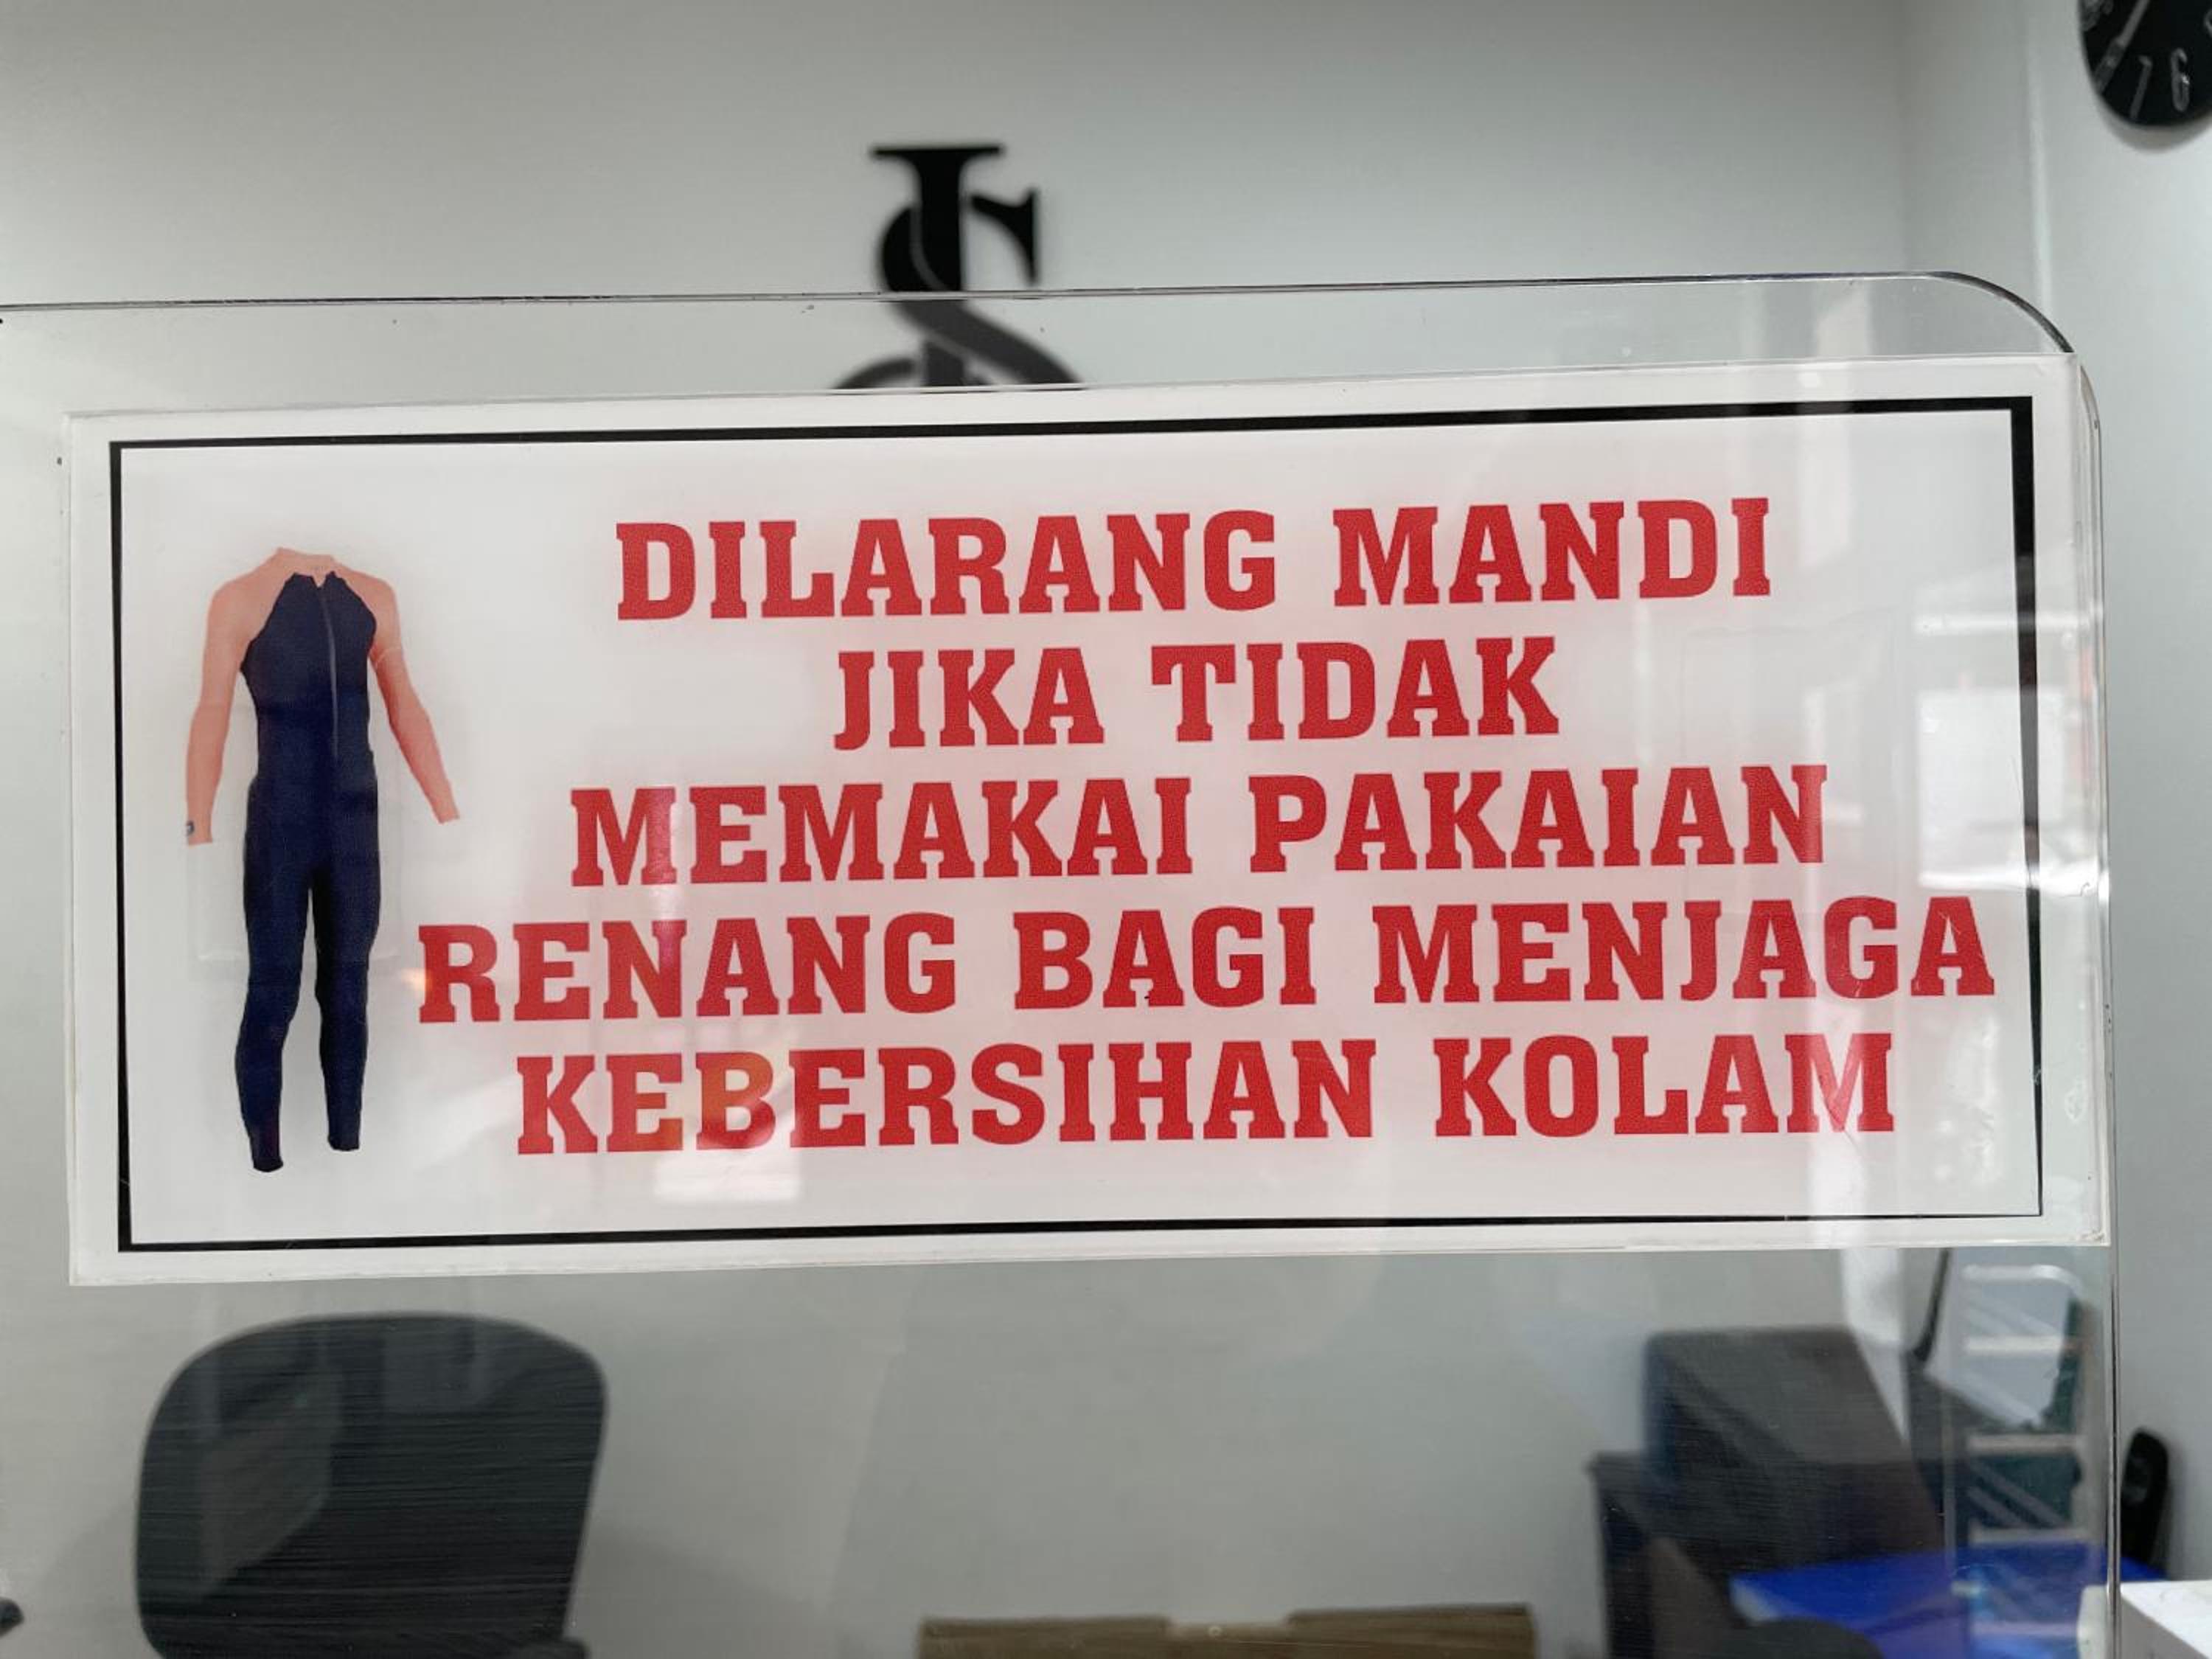 DILARANG MANDI
JIKA TIDAK
MEMAKAI PAKAIAN
RENANG BAGI MENJAGA
KEBERSIHAN KOLAM